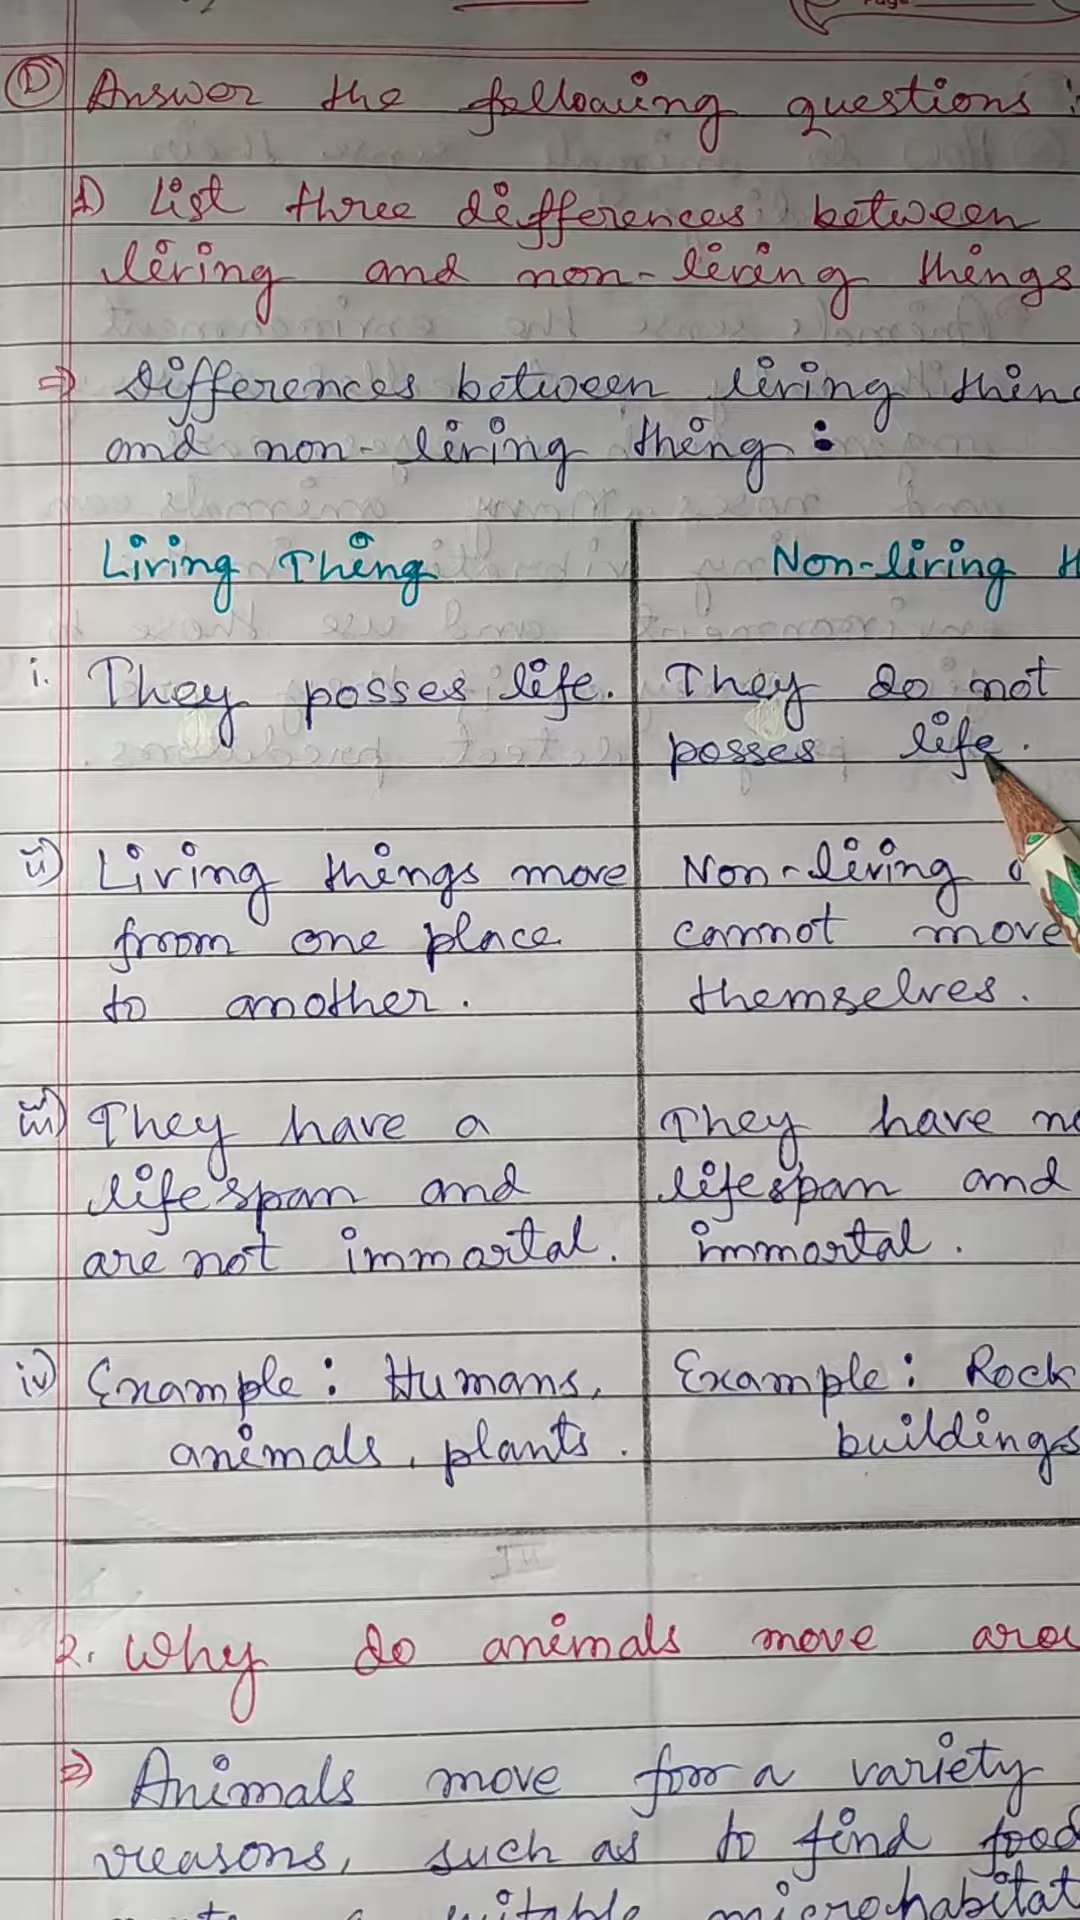 D Answer the following questions :
1) List three differences between
living and non-living things
⇒ Differences between living thing
and non-living thing :
Living Thing Non-living
i. They posses life. They do not
posses life.
ii) Living things move Non-living
from one place cannot move
to another. themselves.
iii) They have a They have no
lifespan and lifespan and
are not immortal. immortal.
iv) Example: Humans, Example: Rock
animals, plants. buildings
2. Why do animals move
⇒ Animals move for a variety
reasons, such as to find food
suitable microhabitat